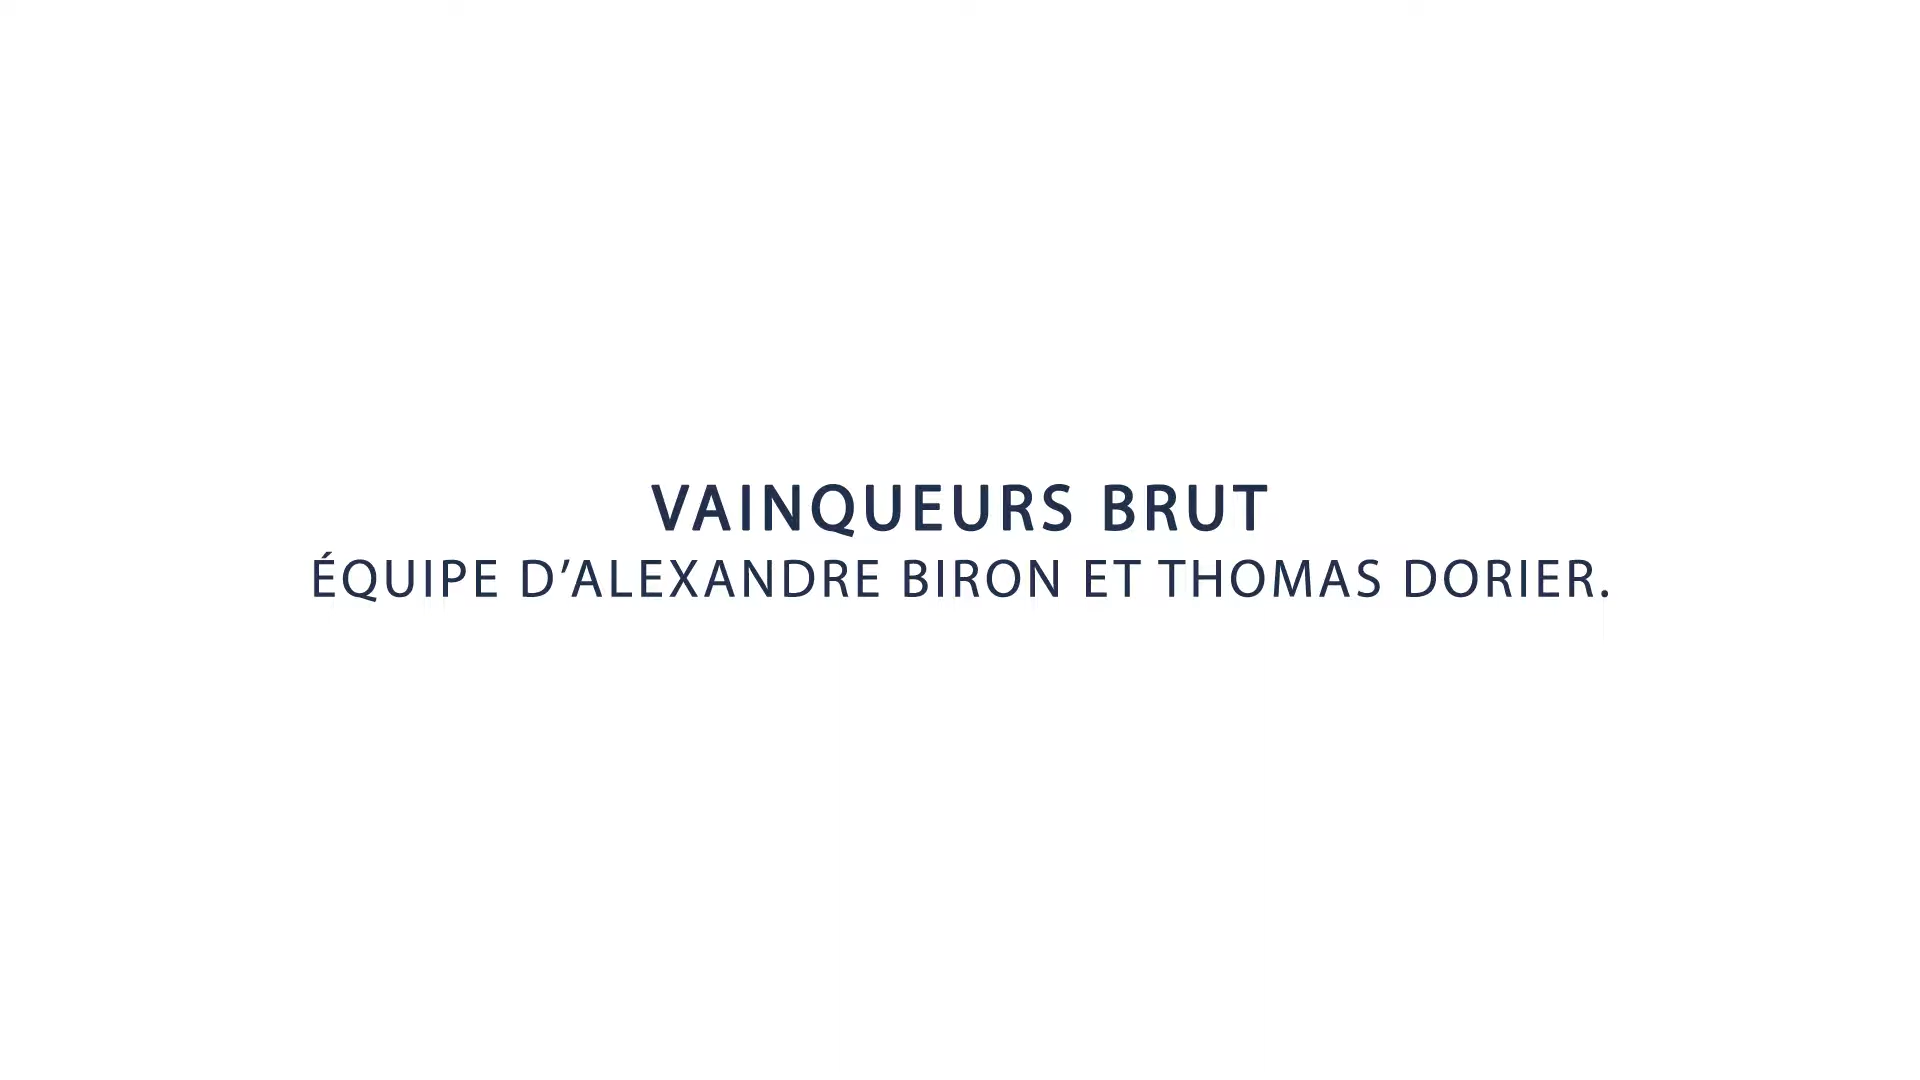 VAINQUEURS BRUT
ÉQUIPE D’ALEXANDRE BIRON ET THOMAS DORIER.